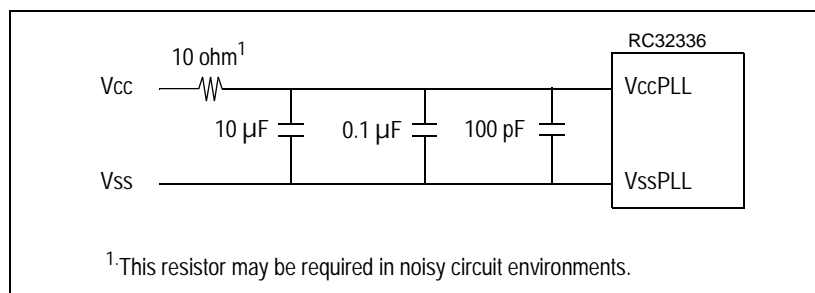 RC32336
10 ohm¹
Vcc
VccPLL
10 µF
0.1 µF
100 pF
Vss
VssPLL
¹·This resistor may be required in noisy circuit environments.